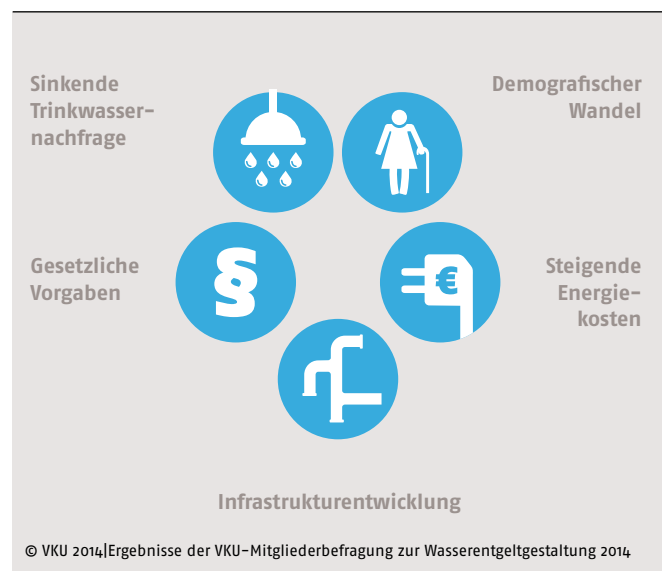 Sinkende
Trinkwasser-
nachfrage
Demografischer
Wandel
Gesetzliche
Vorgaben
§
€
Steigende
Energie-
kosten
Infrastrukturentwicklung
© VKU 2014|Ergebnisse der VKU-Mitgliederbefragung zur Wasserentgeltgestaltung 2014